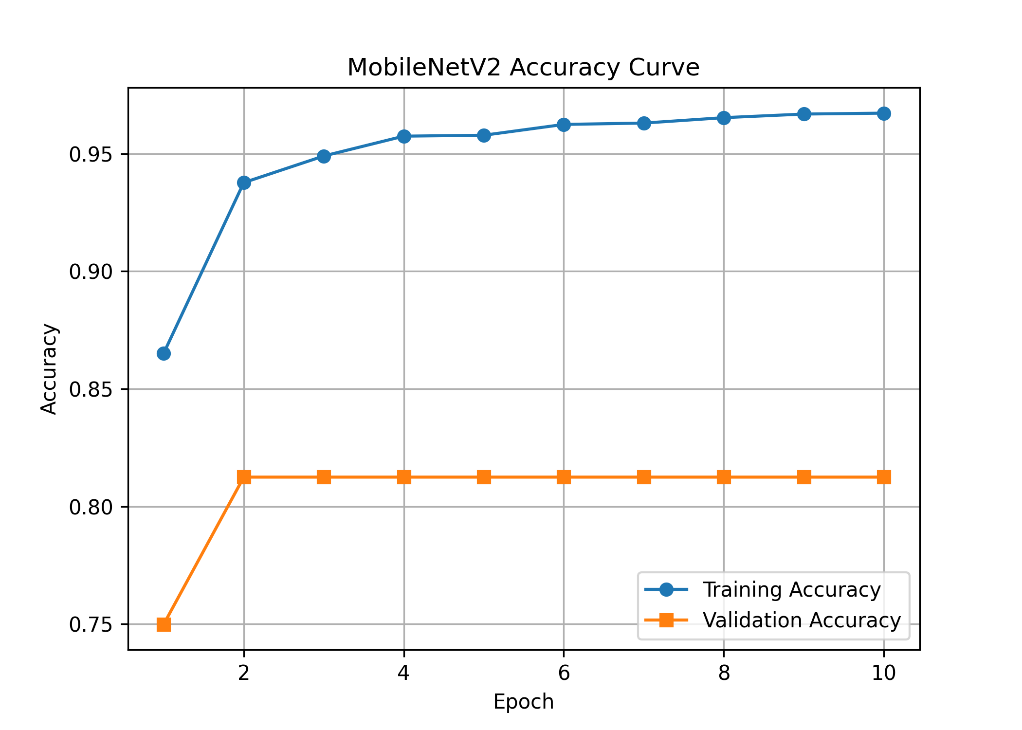 MobileNetV2 Accuracy Curve
0.95
0.90
0.85
0.80
0.75
Accuracy
Training Accuracy
Validation Accuracy
2 4 6 8 10
Epoch